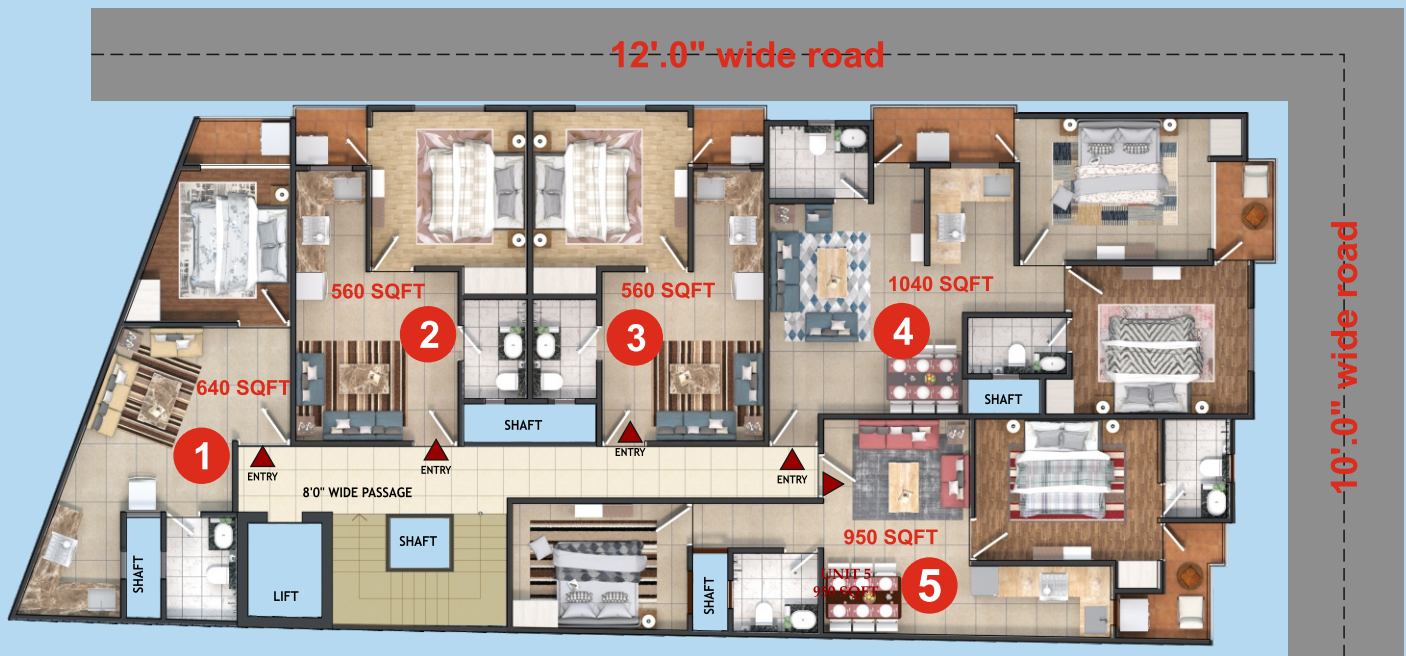 12'.0" wide road
10'.0" wide road
560 SQFT
2
560 SQFT
3
1040 SQFT
4
640 SQFT
1
SHAFT
SHAFT
ENTRY
ENTRY
ENTRY
ENTRY
8'0" WIDE PASSAGE
SHAFT
SHAFT
LIFT
SHAFT
950 SQFT
5
UNIT 5
950 SQFT